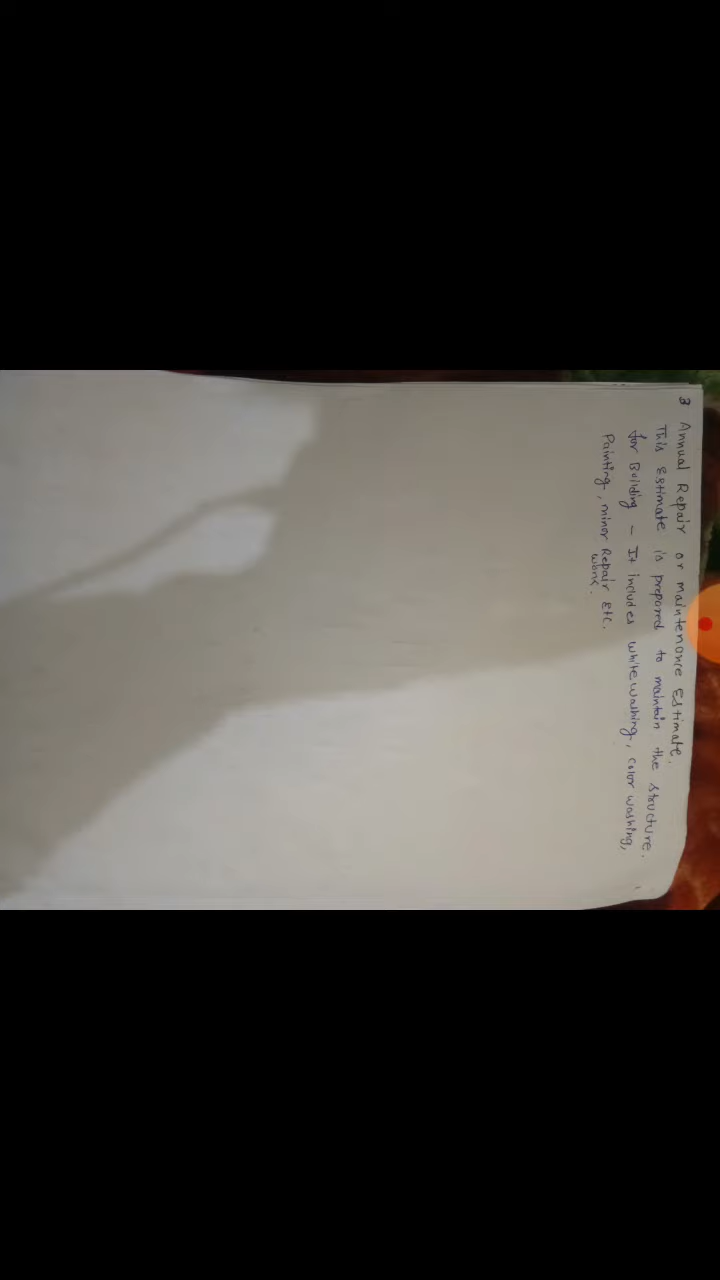 3 Annual Repair or maintenance Estimate.
This Estimate is prepared to maintain the structure.
for Building - It includes white washing, color washing,
Painting, minor Repair etc.
work.